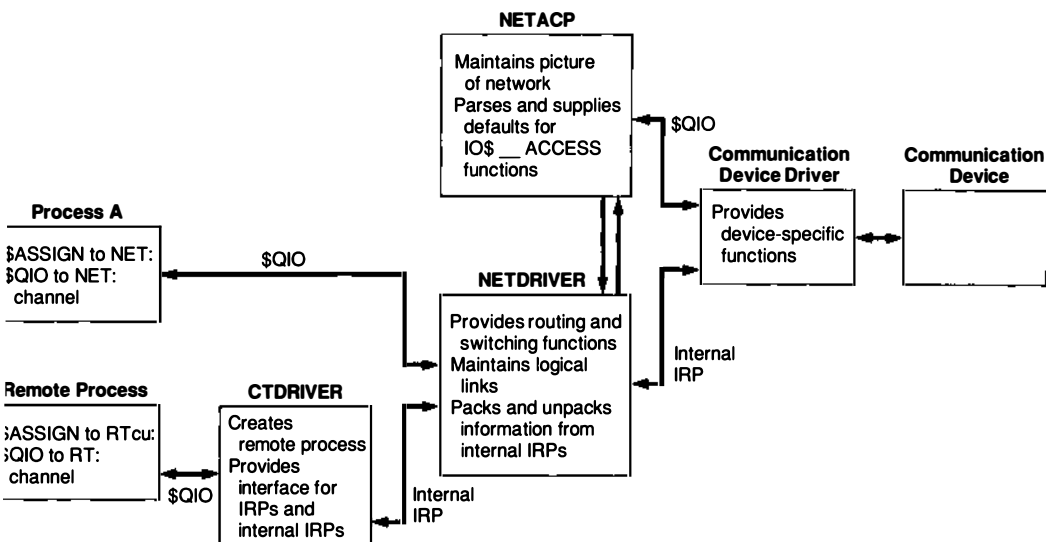 NETACP
Maintains picture
of network
Parses and supplies
defaults for
IO$ __ ACCESS
functions
$QIO
Communication
Device Driver
Provides
device-specific
functions
Communication
Device
Process A
$ASSIGN to NET:
$QIO to NET:
channel
$QIO
NETDRIVER
Provides routing and
switching functions
Maintains logical
links
Packs and unpacks
information from
internal IRPs
Internal
IRP
Remote Process
$ASSIGN to RTcu:
$QIO to RT:
channel
$QIO
CTDRIVER
Creates
remote process
Provides
interface for
IRPs and
internal IRPs
Internal
IRP